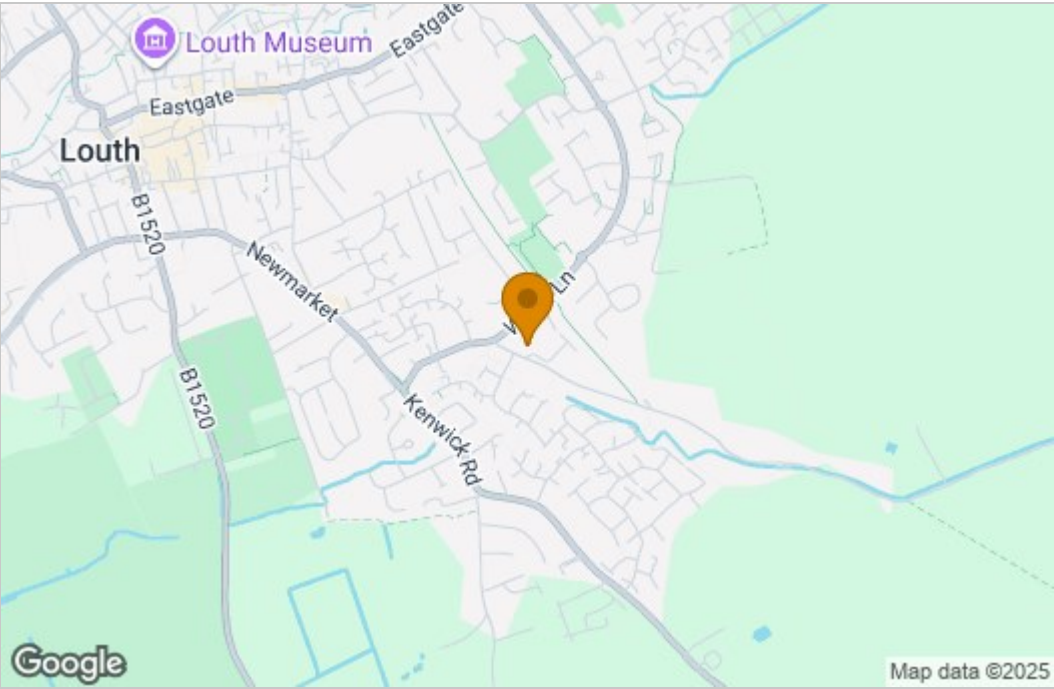 Louth Museum
Eastgate
Eastgate
Louth
B1520
Newmarket
Ln
B1520
Kenwick Rd
Google
Map data ©2025